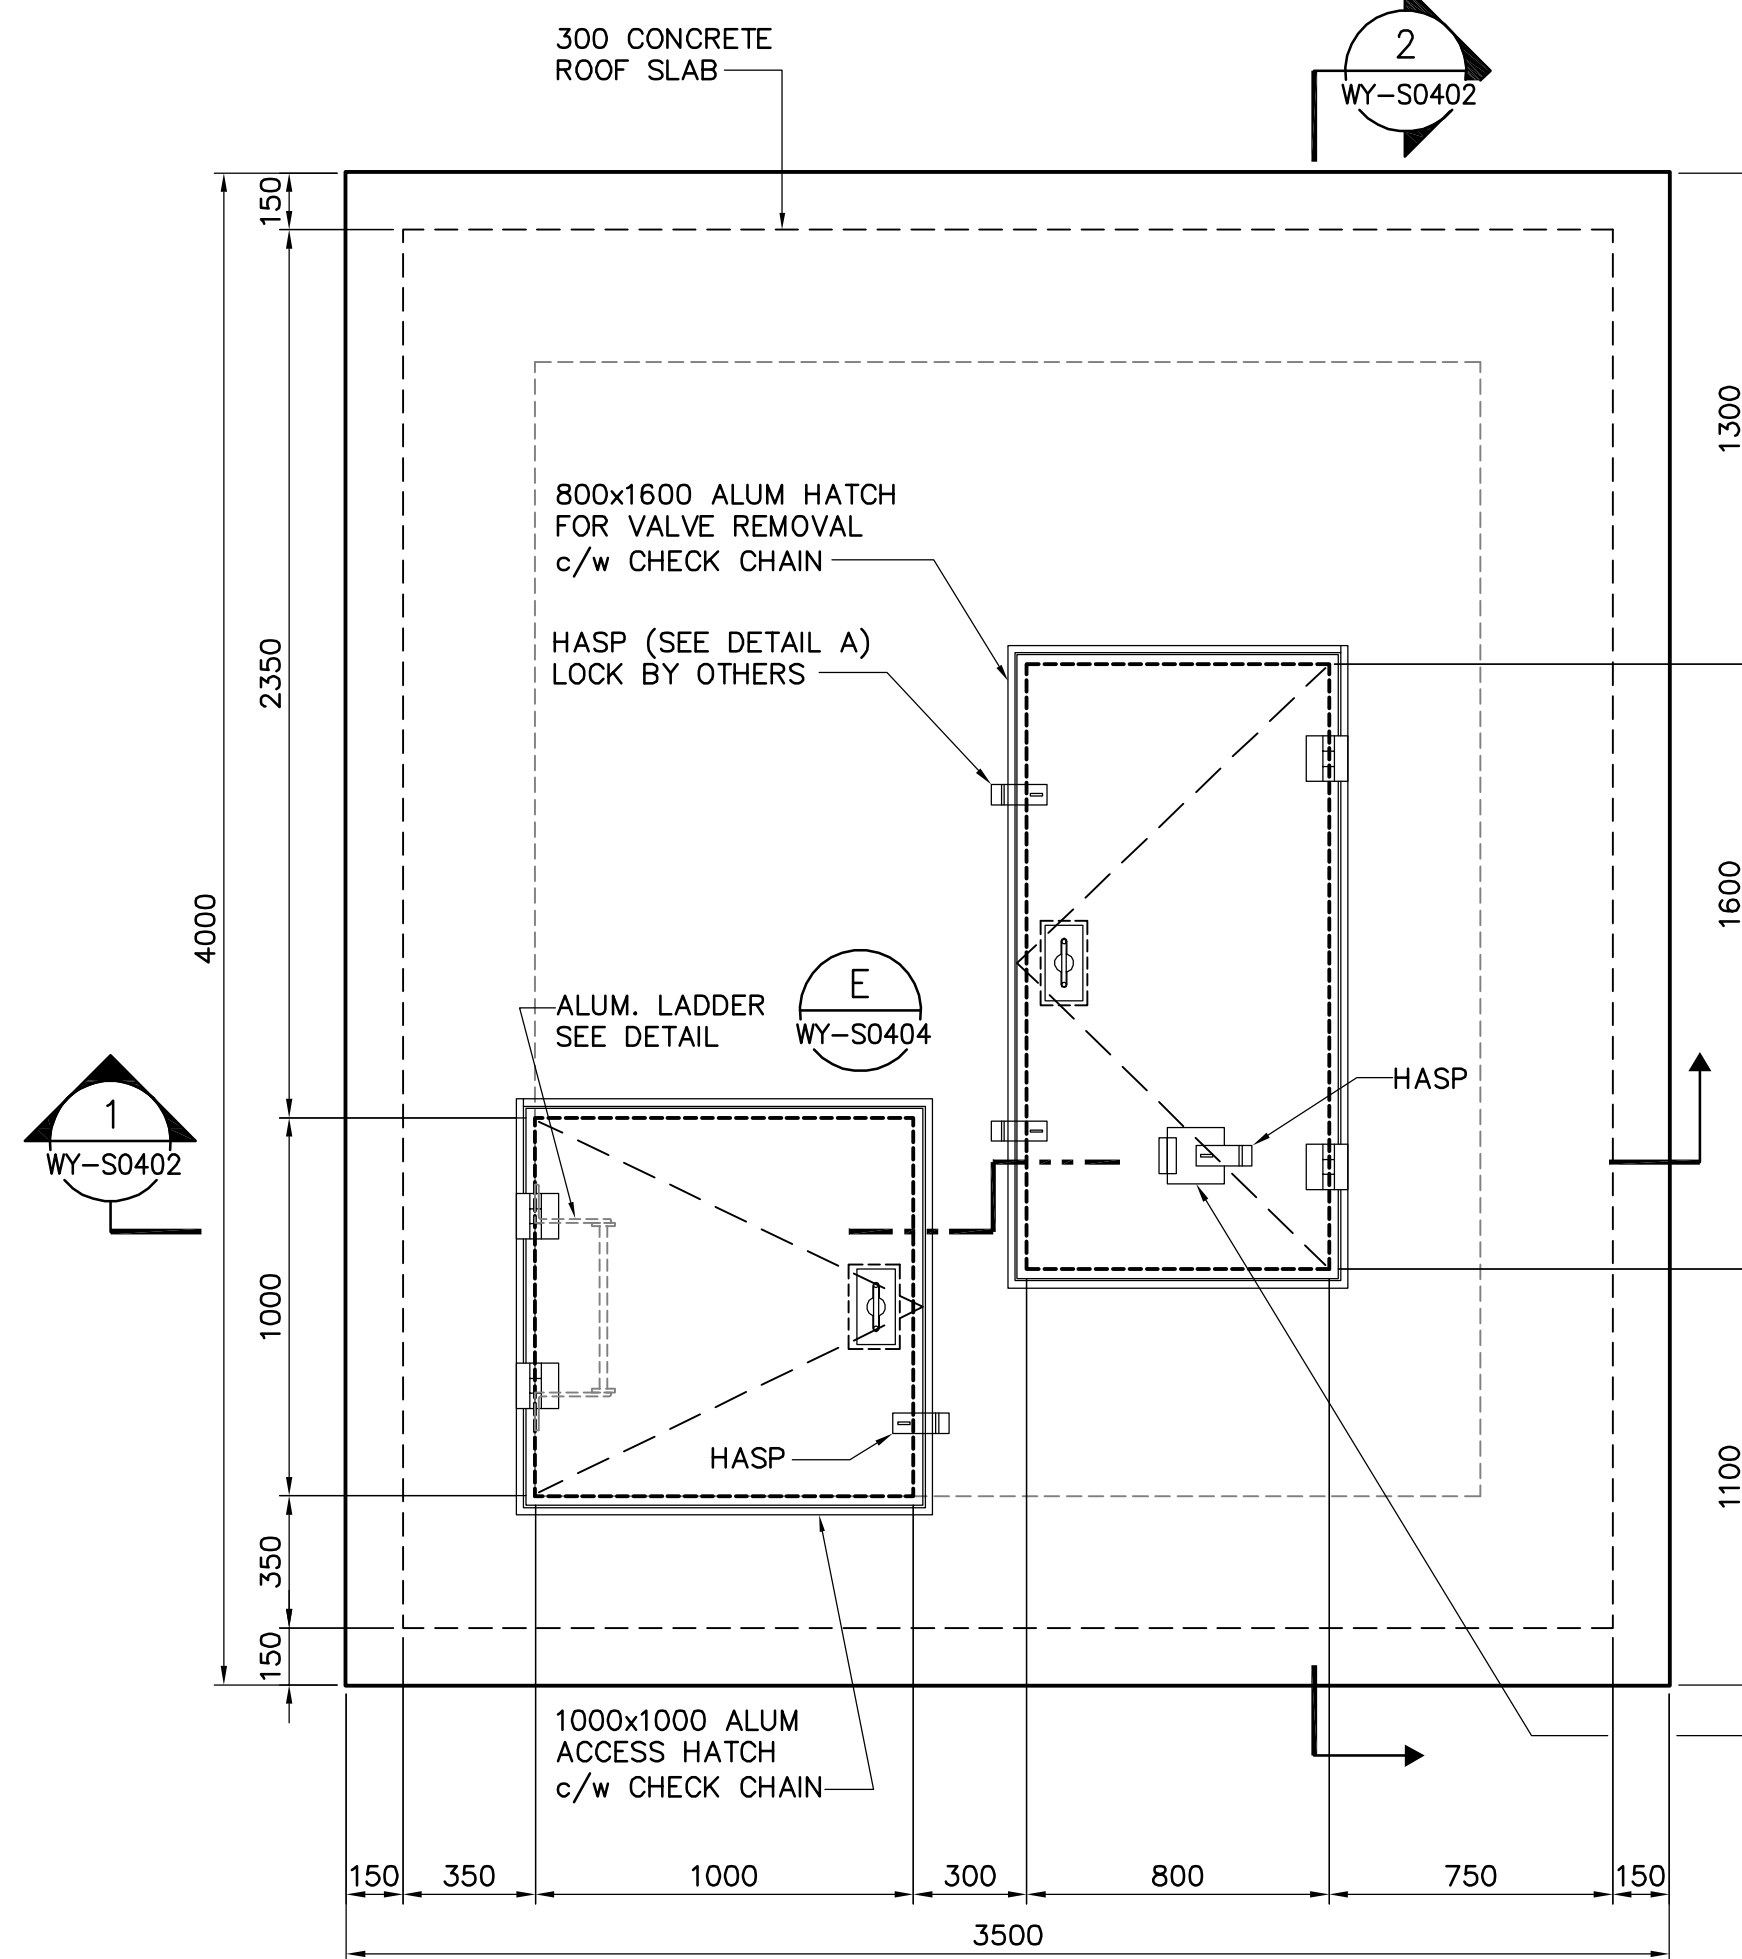 300 CONCRETE
ROOF SLAB
2
WY-S0402
150
1300
2350
800x1600 ALUM HATCH
FOR VALVE REMOVAL
c/w CHECK CHAIN
HASP (SEE DETAIL A)
LOCK BY OTHERS
4000
1600
E
WY-S0404
ALUM. LADDER
SEE DETAIL
HASP
1
WY-S0402
1000
HASP
1100
350
150
1000x1000 ALUM
ACCESS HATCH
c/w CHECK CHAIN
150 350 1000 300 800 750 150
3500